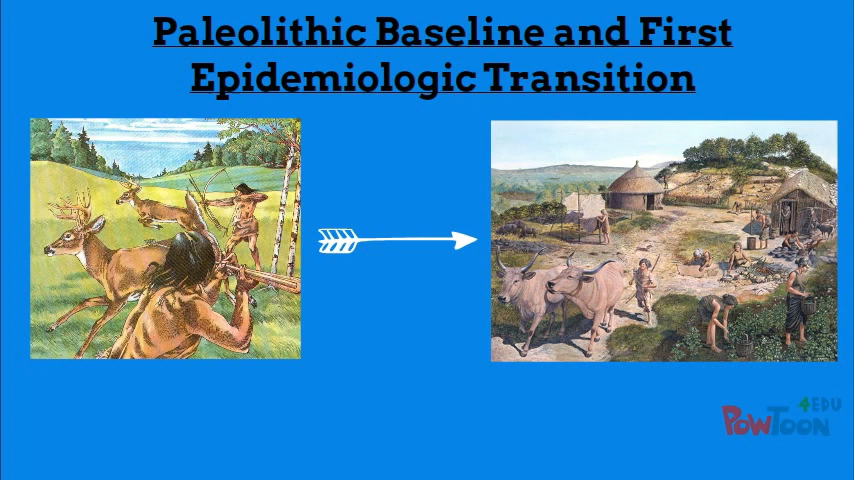 Paleolithic Baseline and First
Epidemiologic Transition
4EDU
POWTOON